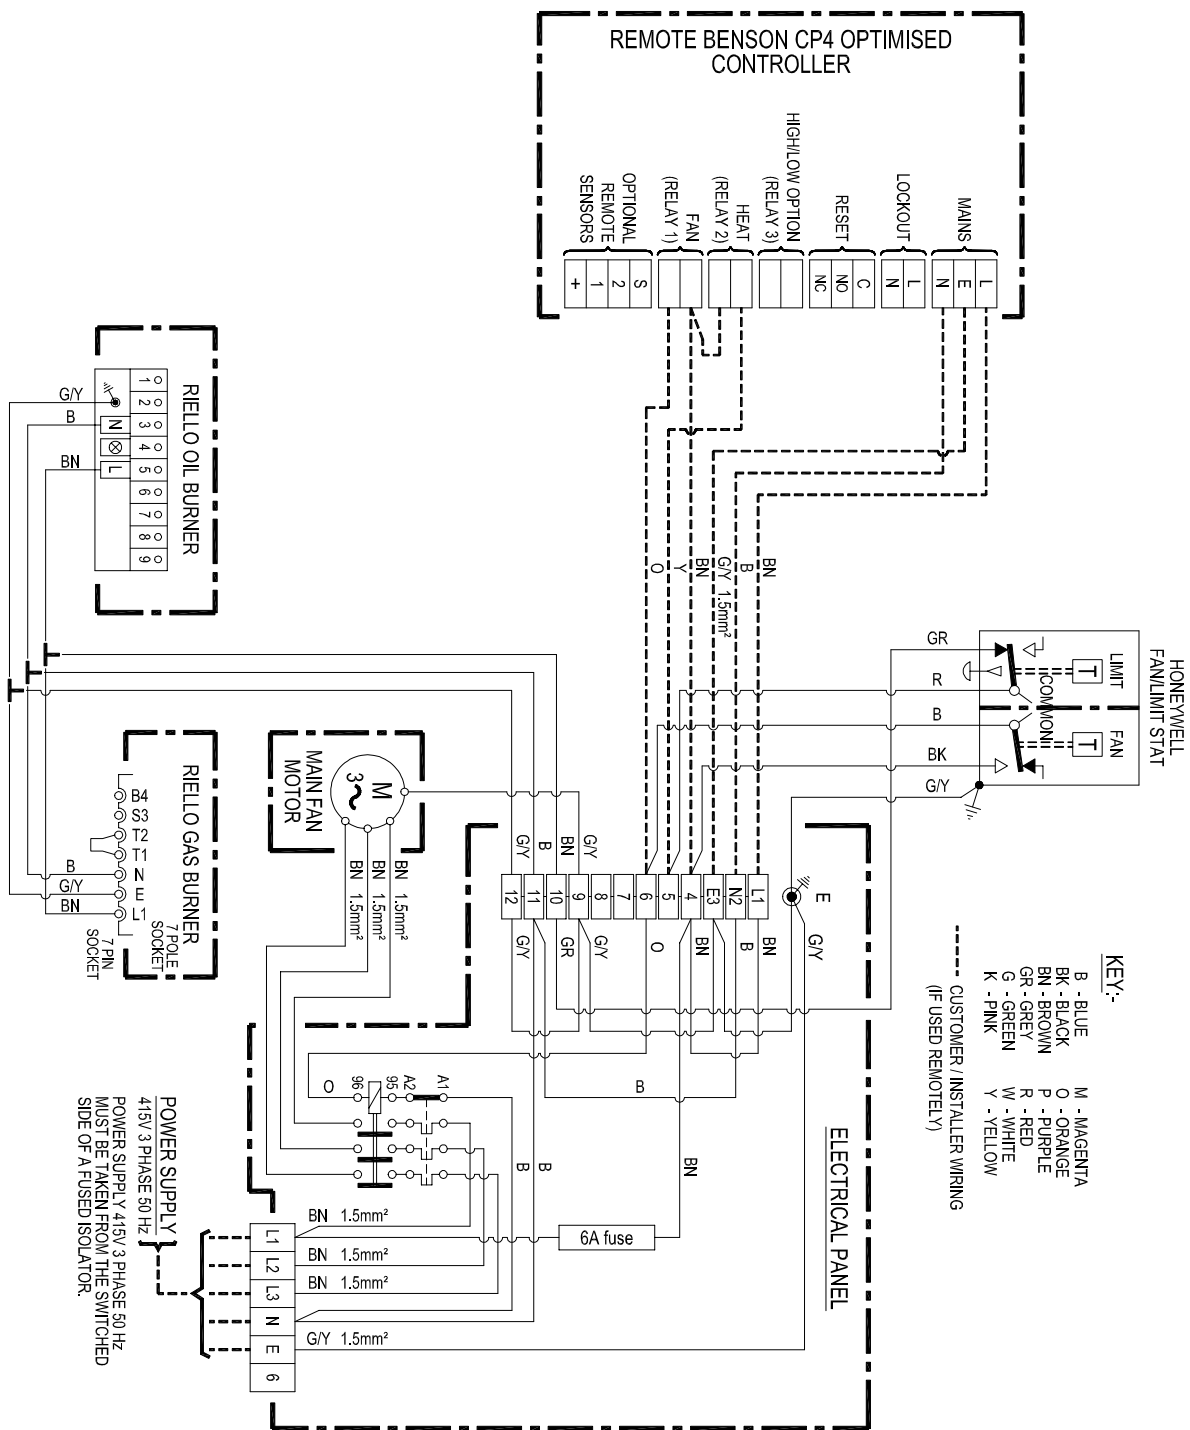 REMOTE BENSON CP4 OPTIMISED
CONTROLLER
OPTIONAL
REMOTE
SENSORS
FAN
(RELAY 1)
HEAT
(RELAY 2)
HIGH/LOW OPTION
(RELAY 3)
RESET
LOCKOUT
MAINS
+
1
2
S
NC
NO
C
N
L
N
E
L
RIELLO OIL BURNER
1
2
3
4
5
6
7
8
9
N
L
G/Y
B
BN
O
Y
BN
G/Y 1.5mm²
B
BN
HONEYWELL
FAN/LIMIT STAT
LIMIT
T
COMMON
FAN
T
GR
R
B
BK
G/Y
RIELLO GAS BURNER
B4
S3
T2
T1
N
E
L1
B
G/Y
BN
7 POLE
SOCKET
7 PIN
SOCKET
MAIN FAN
MOTOR
M
3
BN 1.5mm²
BN 1.5mm²
BN 1.5mm²
G/Y
B
BN
G/Y
12
11
10
9
8
7
6
5
4
E3
N2
L1
E
G/Y
GR
G/Y
O
BN
B
BN
G/Y
KEY:-
B - BLUE
BK - BLACK
BN - BROWN
GR - GREY
G - GREEN
K - PINK
M - MAGENTA
O - ORANGE
P - PURPLE
R - RED
W - WHITE
Y - YELLOW
CUSTOMER / INSTALLER WIRING
(IF USED REMOTELY)
ELECTRICAL PANEL
O
96
95
A2
A1
B
BN
B
B
6A fuse
BN 1.5mm²
BN 1.5mm²
BN 1.5mm²
G/Y 1.5mm²
L1
L2
L3
N
E
6
POWER SUPPLY
415V 3 PHASE 50 Hz
POWER SUPPLY 415V 3 PHASE 50 Hz
MUST BE TAKEN FROM THE SWITCHED
SIDE OF A FUSED ISOLATOR.